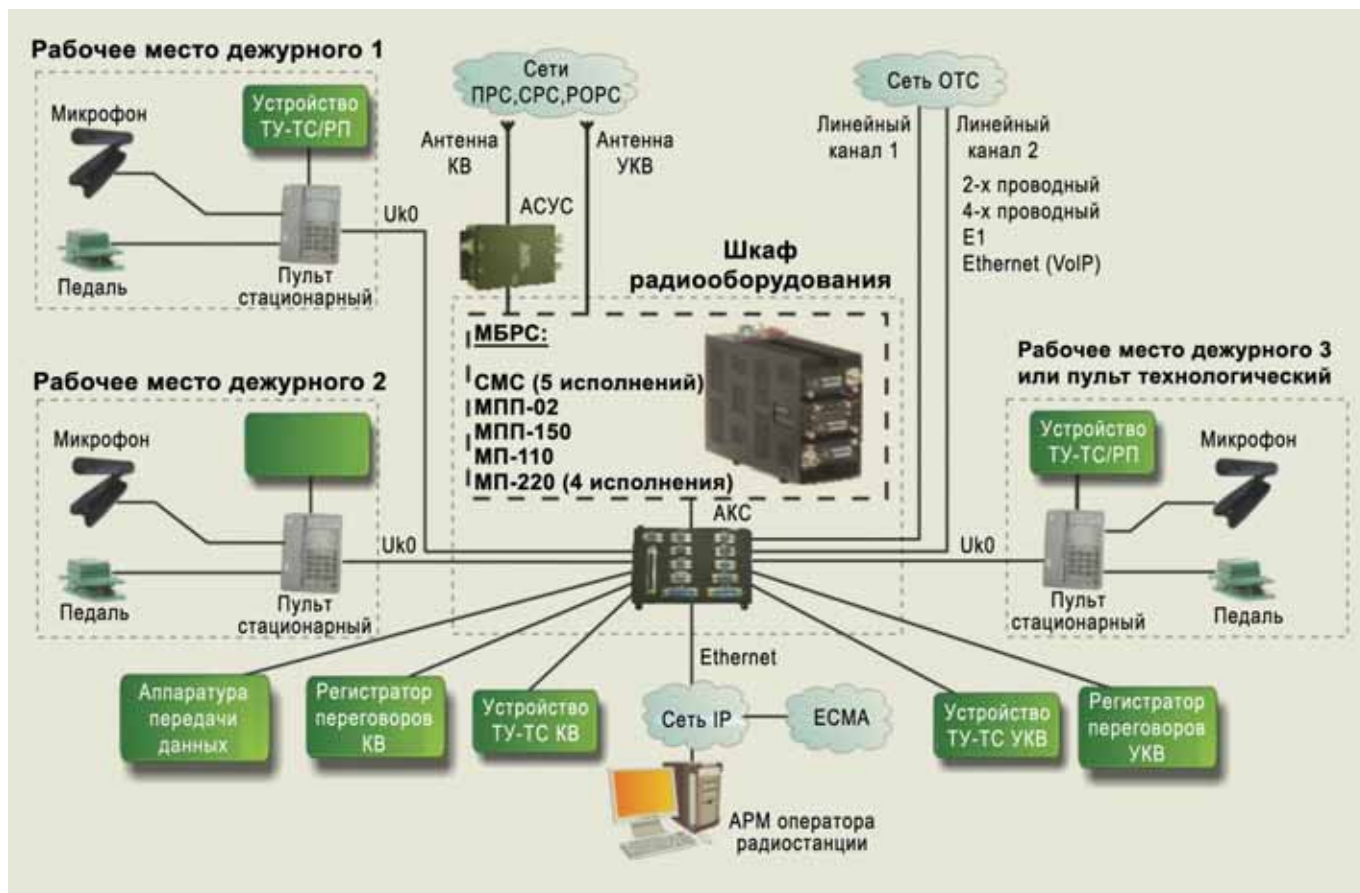 Рабочее место дежурного 1
Микрофон
Устройство
ТУ-ТС/РП
Педаль
Пульт
стационарный
Uk0
Сети
ПРС,СРС,РОРС
Антенна
КВ
Антенна
УКВ
АСУС
Сеть ОТС
Линейный
канал 1
Линейный
канал 2
2-х проводный
4-х проводный
E1
Ethernet (VoIP)
Шкаф
радиооборудования
МБРС:
СМС (5 исполнений)
МПП-02
МПП-150
МП-110
МП-220 (4 исполнения)
АКС
Рабочее место дежурного 2
Микрофон
Педаль
Пульт
стационарный
Uk0
Рабочее место дежурного 3
или пульт технологический
Устройство
ТУ-ТС/РП
Микрофон
Uk0
Пульт
стационарный
Педаль
Аппаратура
передачи
данных
Регистратор
переговоров
КВ
Устройство
ТУ-ТС КВ
Ethernet
Сеть IP
ЕСМА
Устройство
ТУ-ТС УКВ
Регистратор
переговоров
УКВ
АРМ оператора
радиостанции